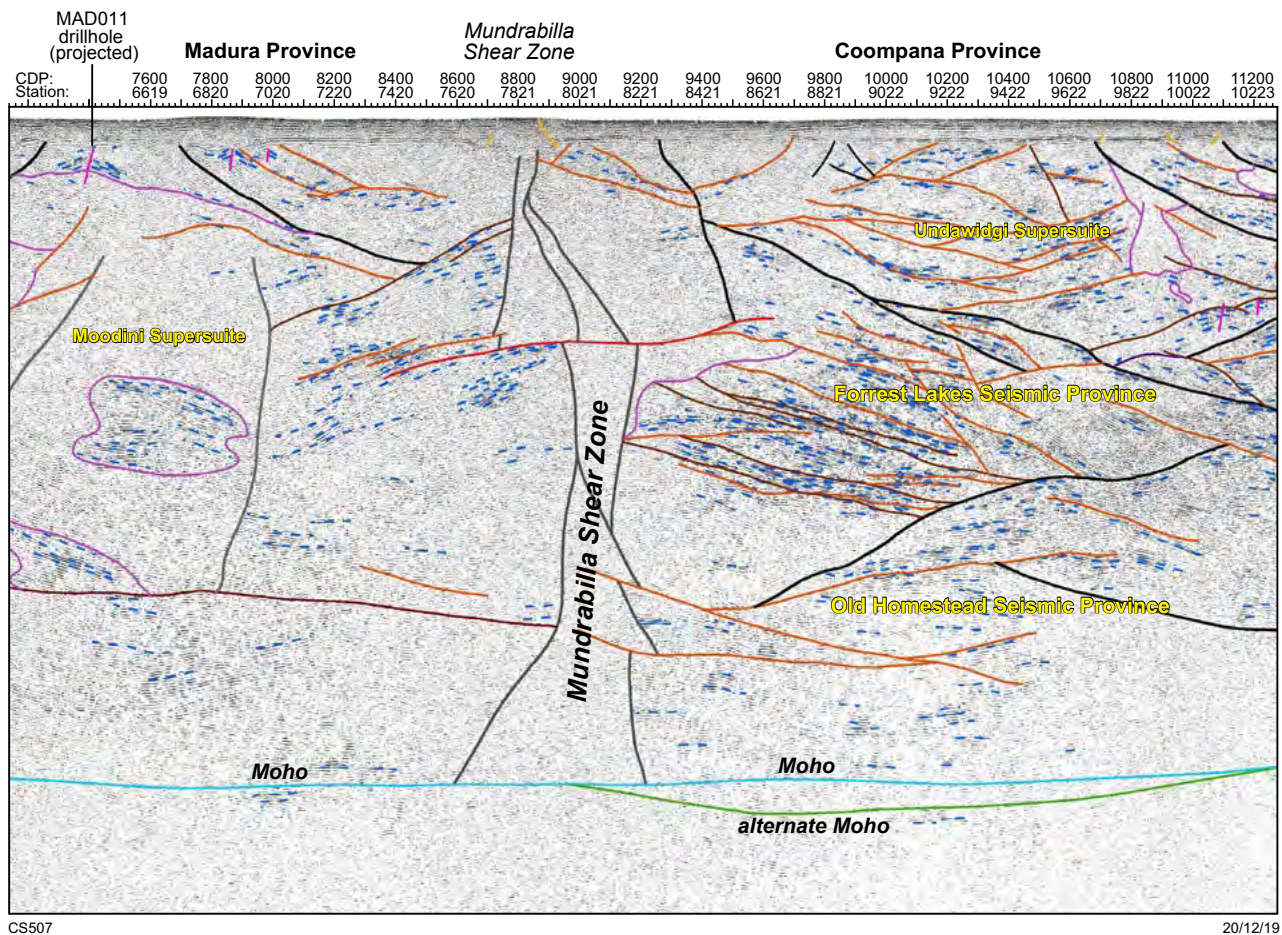 MAD011
drillhole
(projected)
Madura Province
Mundrabilla
Shear Zone
Coompana Province
CDP: 7600 7800 8000 8200 8400 8600 8800 9000 9200 9400 9600 9800 10000 10200 10400 10600 10800 11000 11200
Station: 6619 6820 7020 7220 7420 7620 7821 8021 8221 8421 8621 8821 9022 9222 9422 9622 9822 10022 10223
Undawidgi Supersuite
Moodini Supersuite
Forrest Lakes Seismic Province
Mundrabilla Shear Zone
Old Homestead Seismic Province
Moho
Moho
alternate Moho
CS507
20/12/19